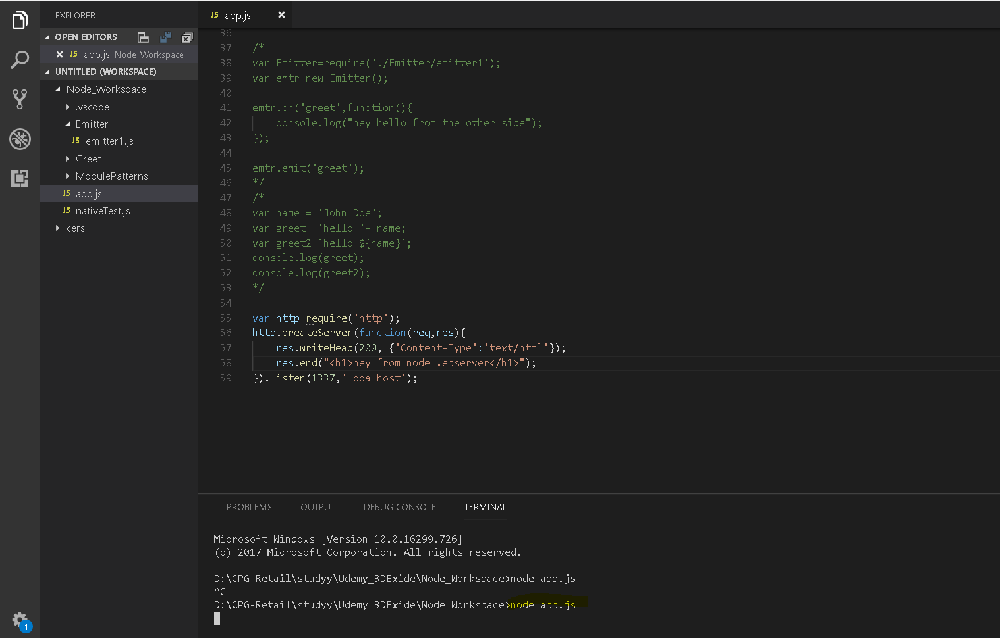 EXPLORER
OPEN EDITORS
JS app.js Node_Workspace
UNTITLED (WORKSPACE)
Node_Workspace
.vscode
Emitter
JS emitter1.js
Greet
ModulePatterns
JS app.js
JS nativeTest.js
cers
1
JS app.js
36
37 /*
38 var Emitter=require('./Emitter/emitter1');
39 var emtr=new Emitter();
40
41 emtr.on('greet',function(){
42 console.log("hey hello from the other side");
43 });
44
45 emtr.emit('greet');
46 */
47 /*
48 var name = 'John Doe';
49 var greet= 'hello '+ name;
50 var greet2=`hello ${name}`;
51 console.log(greet);
52 console.log(greet2);
53 */
54
55 var http=require('http');
56 http.createServer(function(req,res){
57 res.writeHead(200, {'Content-Type':'text/html'});
58 res.end("<h1>hey from node webserver</h1>");
59 }).listen(1337,'localhost');
PROBLEMS OUTPUT DEBUG CONSOLE TERMINAL
Microsoft Windows [Version 10.0.16299.726]
(c) 2017 Microsoft Corporation. All rights reserved.
D:\CPG-Retail\studyy\Udemy_3DExide\Node_Workspace>node app.js
^C
D:\CPG-Retail\studyy\Udemy_3DExide\Node_Workspace>node app.js